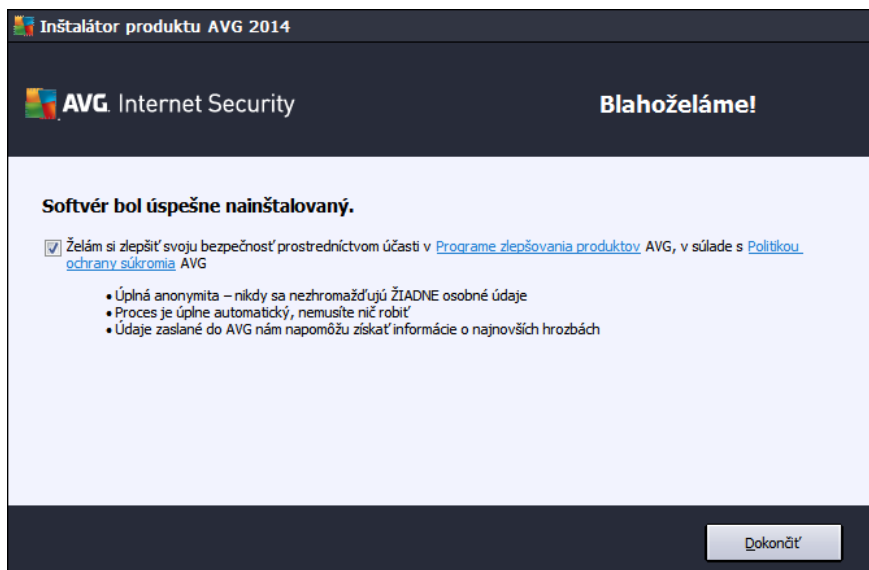 Inštalátor produktu AVG 2014
AVG. Internet Security
Blahoželáme!
Softvér bol úspešne nainštalovaný.
Želám si zlepšiť svoju bezpečnosť prostredníctvom účasti v Programe zlepšovania produktov AVG, v súlade s Politikou
ochrany súkromia AVG
• Úplná anonymita – nikdy sa nezhromažďujú ŽIADNE osobné údaje
• Proces je úplne automatický, nemusíte nič robiť
• Údaje zaslané do AVG nám napomôžu získať informácie o najnovších hrozbách
Dokončiť